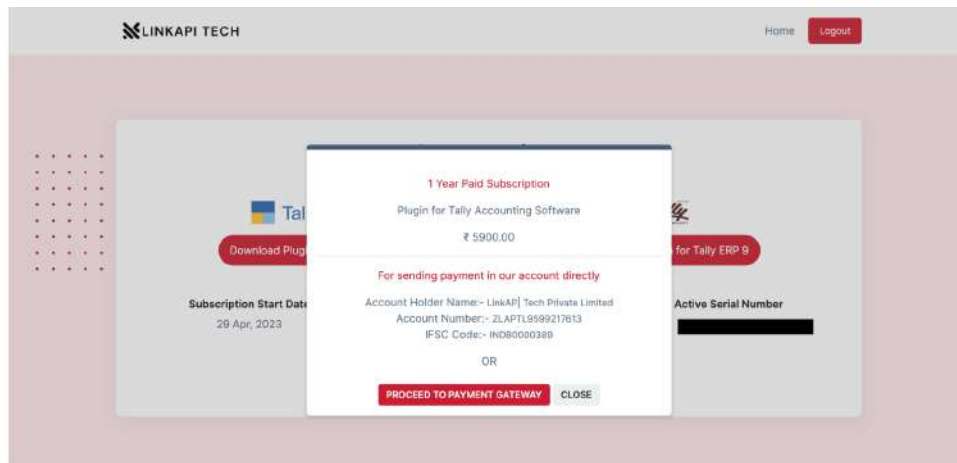 LINKAPI TECH
Home
Logout
1 Year Paid Subscription
Plugin for Tally Accounting Software
₹ 5900.00
Tal
Download Plugi
for Tally ERP 9
For sending payment in our account directly
Account Holder Name:- LinkAP| Tech Private Limited
Account Number:- ZLAPTL9599217613
IFSC Code:- INDB0000389
Subscription Start Date
29 Apr, 2023
Active Serial Number
OR
PROCEED TO PAYMENT GATEWAY
CLOSE